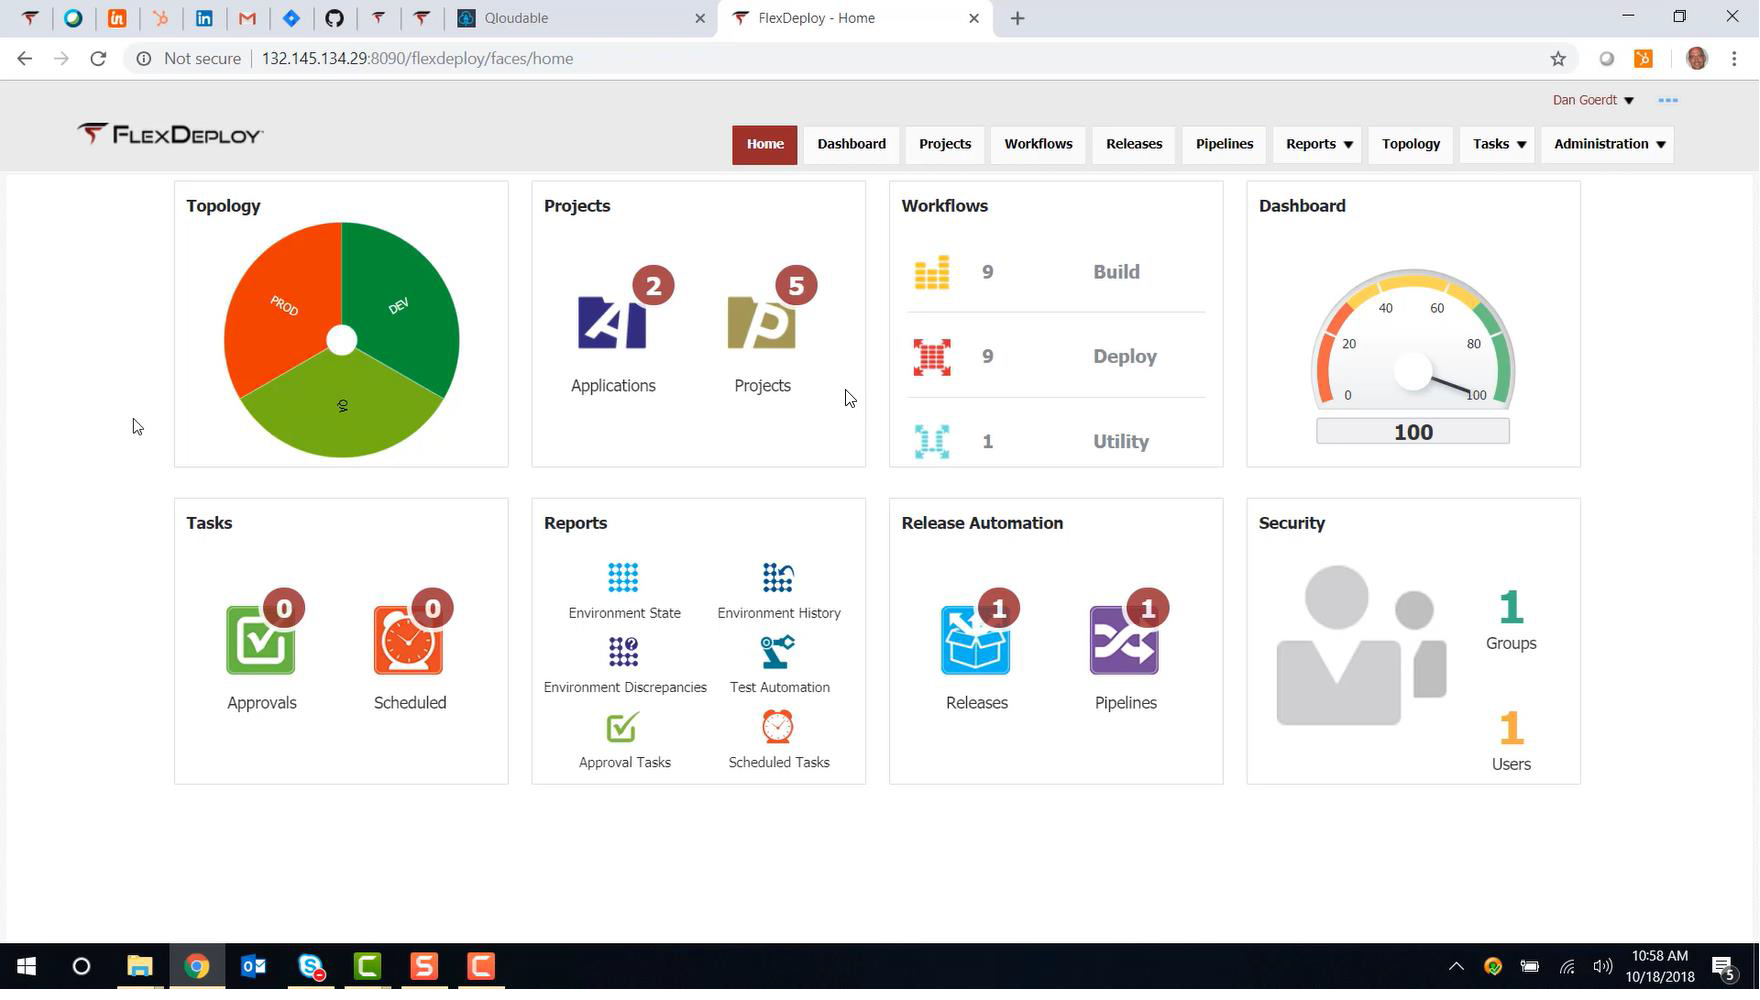 Qloudable
FlexDeploy - Home
Not secure
132.145.134.29:8090/flexdeploy/faces/home
Dan Goerdt
FLEXDEPLOY
Home
Dashboard
Projects
Workflows
Releases
Pipelines
Reports
Topology
Tasks
Administration
Topology
PROD
DEV
QA
Projects
2
Applications
5
Projects
Workflows
9 Build
9 Deploy
1 Utility
Dashboard
0
20
40
60
80
100
100
Tasks
0
Approvals
0
Scheduled
Reports
Environment State
Environment History
Environment Discrepancies
Test Automation
Approval Tasks
Scheduled Tasks
Release Automation
1
Releases
1
Pipelines
Security
1
Groups
1
Users
10:58 AM
10/18/2018
5